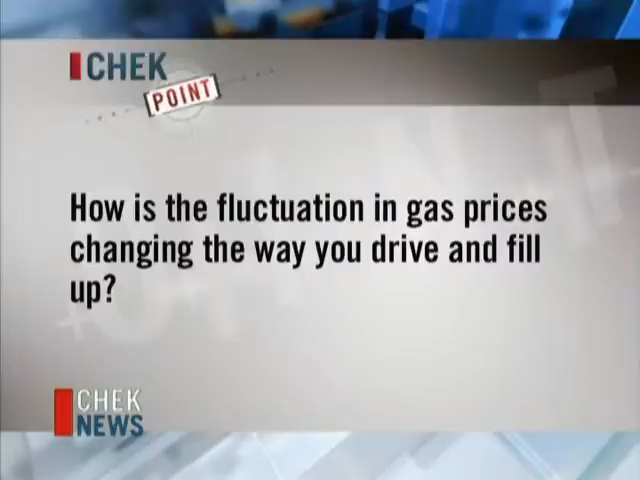 CHEK
POINT
How is the fluctuation in gas prices
changing the way you drive and fill
up?
CHEK
NEWS